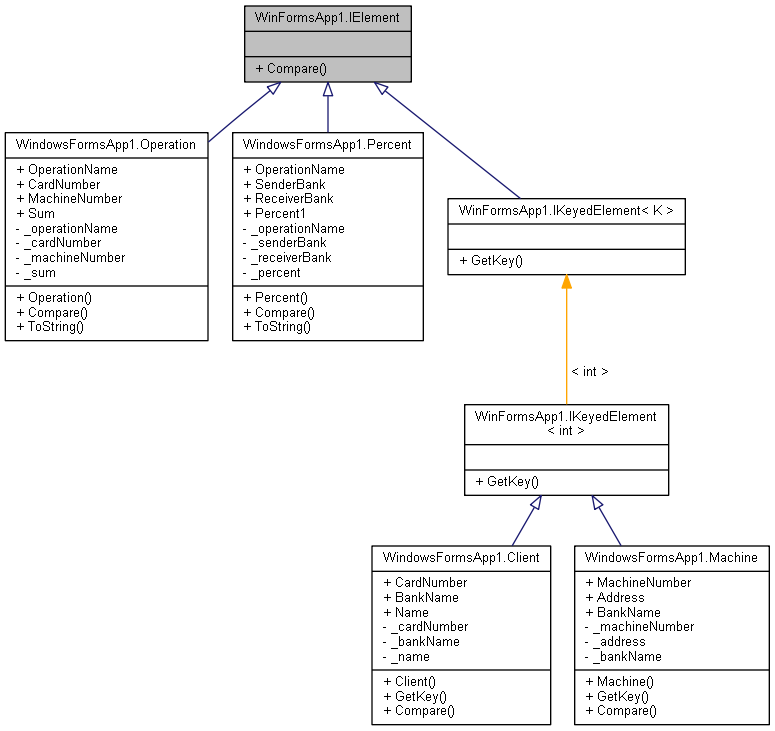 WinFormsApp1.IElement
+ Compare()
WindowsFormsApp1.Operation
+ OperationName
+ CardNumber
+ MachineNumber
+ Sum
- _operationName
- _cardNumber
- _machineNumber
- _sum
+ Operation()
+ Compare()
+ ToString()
WindowsFormsApp1.Percent
+ OperationName
+ SenderBank
+ ReceiverBank
+ Percent1
- _operationName
- _senderBank
- _receiverBank
- _percent
+ Percent()
+ Compare()
+ ToString()
WinFormsApp1.IKeyedElement< K >
+ GetKey()
< int >
WinFormsApp1.IKeyedElement
< int >
+ GetKey()
WindowsFormsApp1.Client
+ CardNumber
+ BankName
+ Name
- _cardNumber
- _bankName
- _name
+ Client()
+ GetKey()
+ Compare()
WindowsFormsApp1.Machine
+ MachineNumber
+ Address
+ BankName
- _machineNumber
- _address
- _bankName
+ Machine()
+ GetKey()
+ Compare()